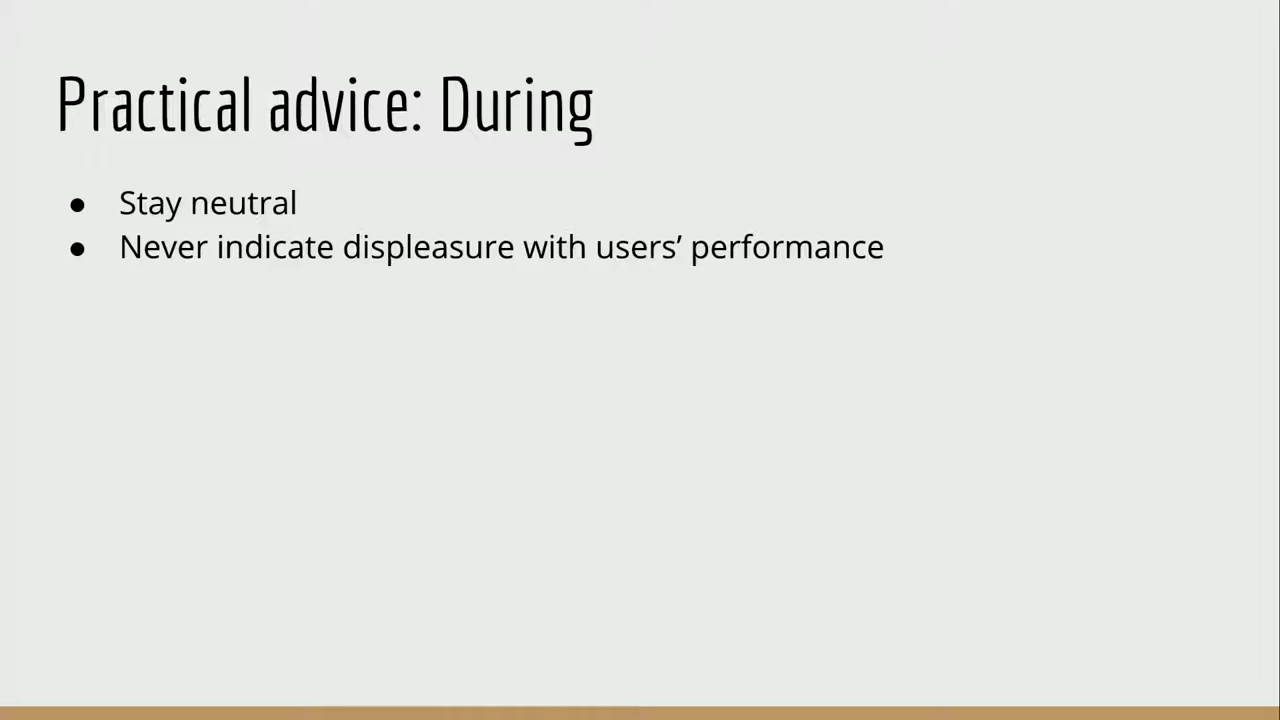 Practical advice: During
● Stay neutral
● Never indicate displeasure with users’ performance